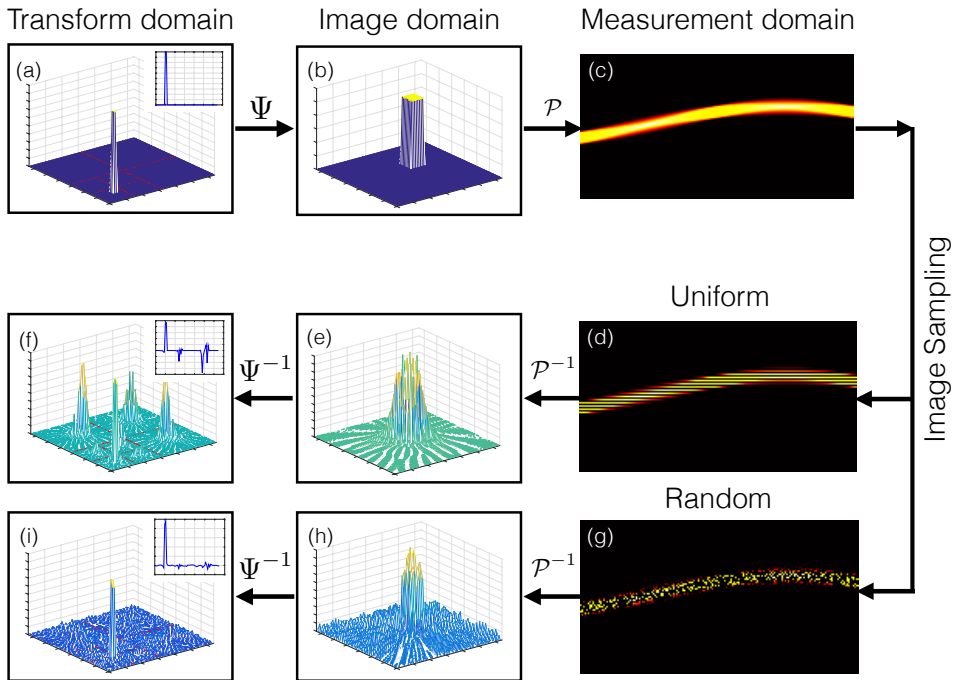 Transform domain
Image domain
Measurement domain
(a)
Ψ
(b)
𝒫
(c)
Image Sampling
Uniform
(f)
Ψ⁻¹
(e)
𝒫⁻¹
(d)
Random
(i)
Ψ⁻¹
(h)
𝒫⁻¹
(g)